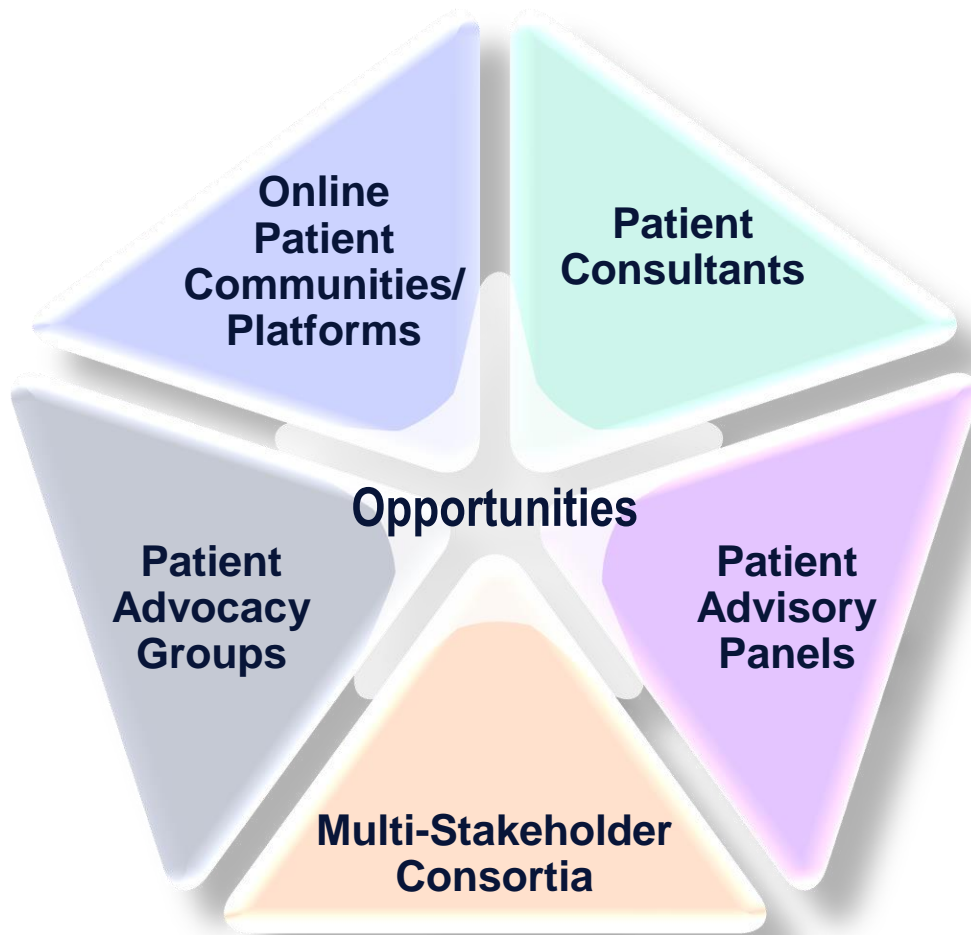 Online
Patient
Communities/
Platforms
Patient
Consultants
Opportunities
Patient
Advocacy
Groups
Patient
Advisory
Panels
Multi-Stakeholder
Consortia